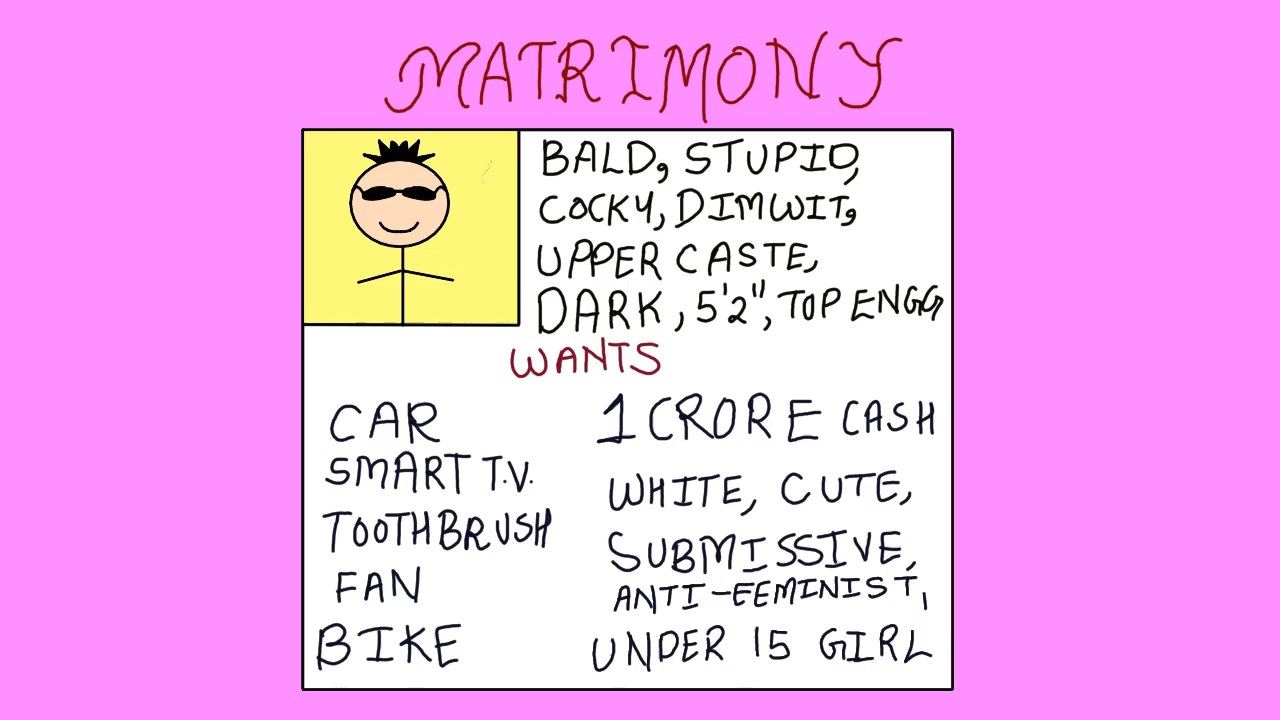 MATRIMONY
BALD, STUPID,
COCKY, DIMWIT,
UPPER CASTE,
DARK, 5'2", TOP ENGG
WANTS
CAR
SMART T.V.
TOOTHBRUSH
FAN
BIKE
1 CRORE CASH
WHITE, CUTE,
SUBMISSIVE,
ANTI-FEMINIST,
UNDER 15 GIRL